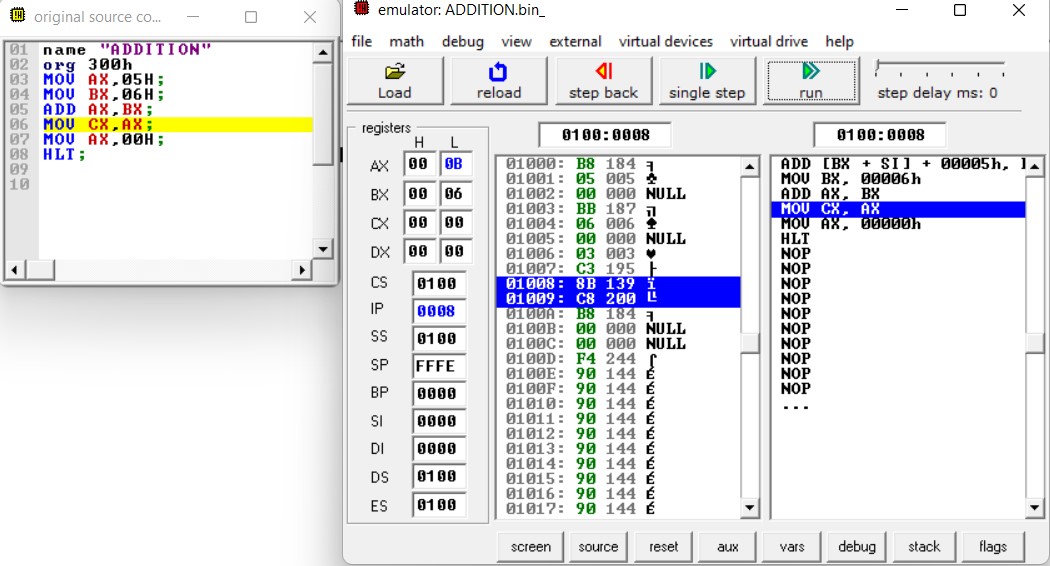 original source co...
01 name "ADDITION"
02 org 300h
03 MOV AX,05H;
04 MOV BX,06H;
05 ADD AX,BX;
06 MOV CX,AX;
07 MOV AX,00H;
08 HLT;
09
10
emulator: ADDITION.bin_
file math debug view external virtual devices virtual drive help
Load reload step back single step run step delay ms: 0
registers
H L
AX 00 0B
BX 00 06
CX 00 00
DX 00 00
CS 0100
IP 0008
SS 0100
SP FFFE
BP 0000
SI 0000
DI 0000
DS 0100
ES 0100
0100:0008
01000: B8 184 ╕
01001: 05 005 ♣
01002: 00 000 NULL
01003: BB 187 ╗
01004: 06 006 ♠
01005: 00 000 NULL
01006: 03 003 ♥
01007: C3 195 ├
01008: 8B 139 ï
01009: C8 200 ╚
0100A: B8 184 ╕
0100B: 00 000 NULL
0100C: 00 000 NULL
0100D: F4 244 ⌠
0100E: 90 144 É
0100F: 90 144 É
01010: 90 144 É
01011: 90 144 É
01012: 90 144 É
01013: 90 144 É
01014: 90 144 É
01015: 90 144 É
01016: 90 144 É
01017: 90 144 É
0100:0008
ADD [BX + SI] + 00005h,
MOV BX, 00006h
ADD AX, BX
MOV CX, AX
MOV AX, 00000h
HLT
NOP
NOP
NOP
NOP
NOP
NOP
NOP
NOP
NOP
NOP
...
screen source reset aux vars debug stack flags